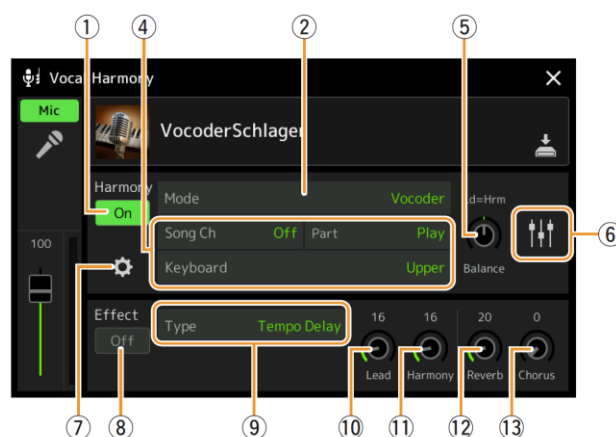 ① ④ ② ⑤
Vocal Harmony
Mic
VocoderSchlager
Harmony
On
Mode Vocoder
Song Ch Off Part Play
Keyboard Upper
Ld=Hrm
Balance
⑥
100
Effect
Off
Type Tempo Delay
16 16 20 0
Lead Harmony Reverb Chorus
⑦ ⑧ ⑨ ⑩ ⑪ ⑫ ⑬